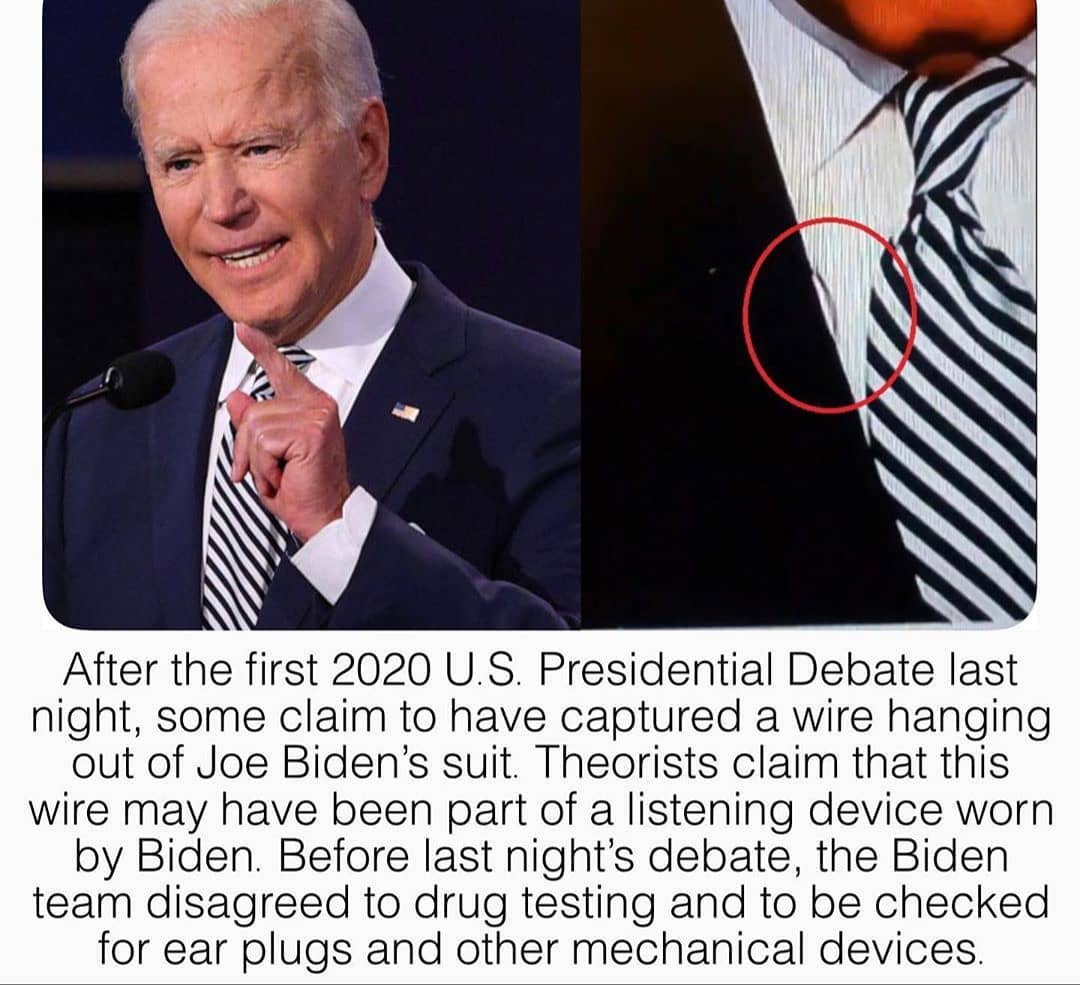 After the first 2020 U.S. Presidential Debate last
night, some claim to have captured a wire hanging
out of Joe Biden’s suit. Theorists claim that this
wire may have been part of a listening device worn
by Biden. Before last night’s debate, the Biden
team disagreed to drug testing and to be checked
for ear plugs and other mechanical devices.